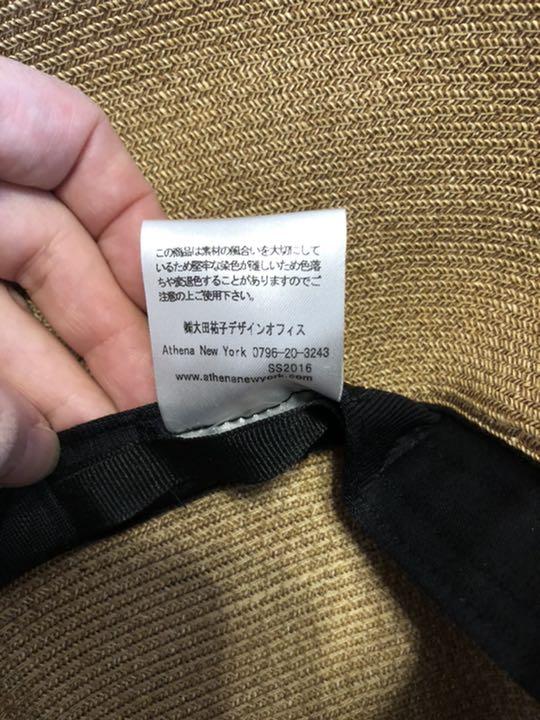 この商品は素材の風合いを大切にして
いるため堅牢な染色が難しいため色落
ちや変退色することがありますのでご
注意の上ご使用下さい。
㈱大田祐子デザインオフィス
Athena New York 0796-20-3243
SS2016
www.athenanewyork.com